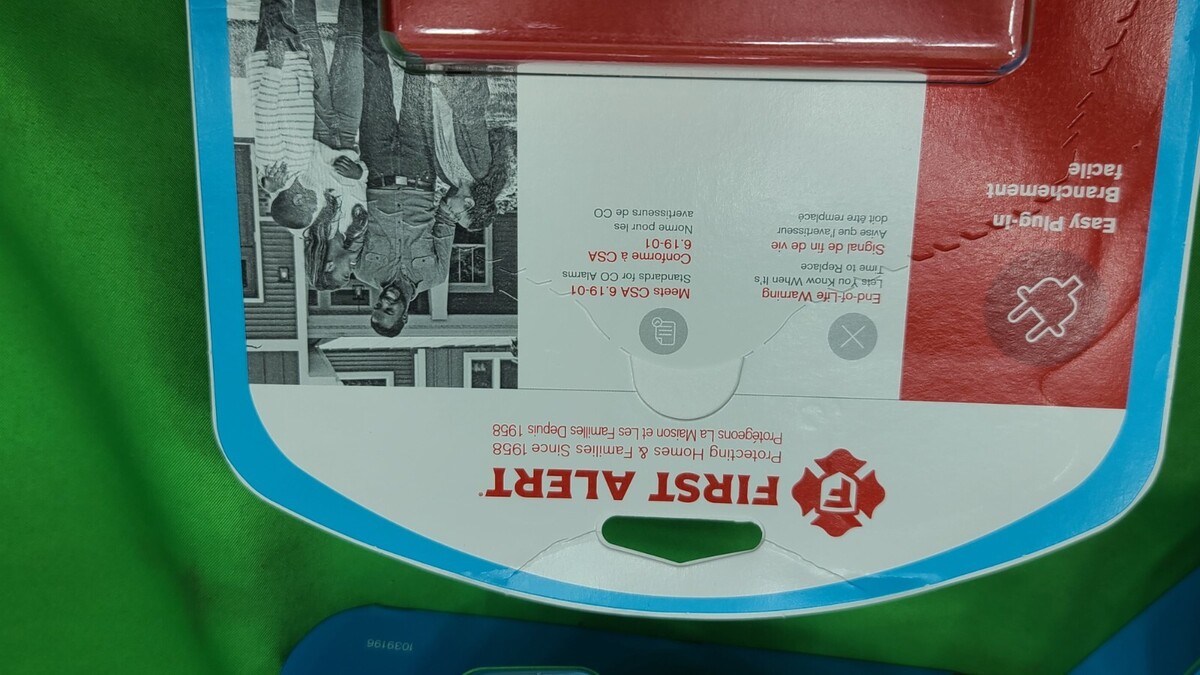 FIRST ALERT®
Protecting Homes & Families Since 1958
Protégeons La Maison et Les Familles Depuis 1958
Easy Plug-in
Branchement
facile
End-of-Life Warning
Lets You Know When It's
Time to Replace
Signal de fin de vie
Avise que l'avertisseur
doit être remplacé
Meets CSA 6.19-01
Standards for CO Alarms
Conforme à CSA
6.19-01
Norme pour les
avertisseurs de CO
1039196